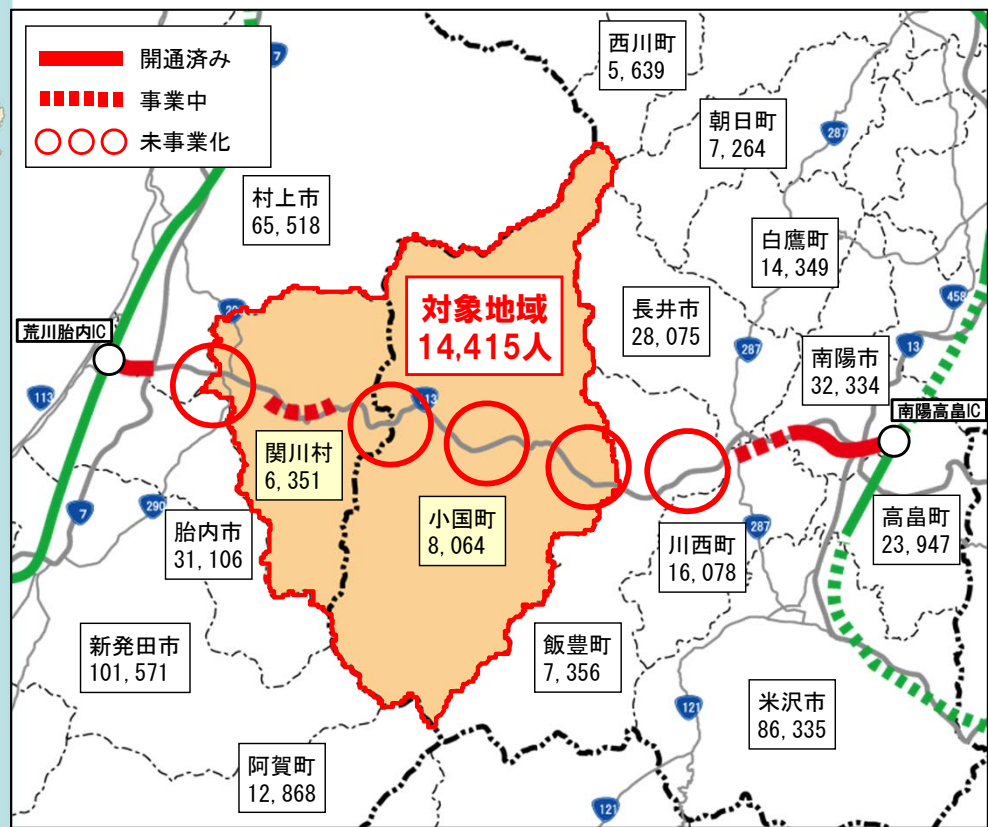 開通済み
事業中
未事業化
7
西川町
5,639
朝日町
7,264
287
村上市
65,518
白鷹町
14,349
対象地域
14,415人
長井市
28,075
458
荒川胎内IC
287
13
南陽市
32,334
113
南陽高畠IC
関川村
6,351
小国町
8,064
7
290
胎内市
31,106
287
川西町
16,078
高畠町
23,947
新発田市
101,571
飯豊町
7,356
121
米沢市
86,335
阿賀町
12,868
121